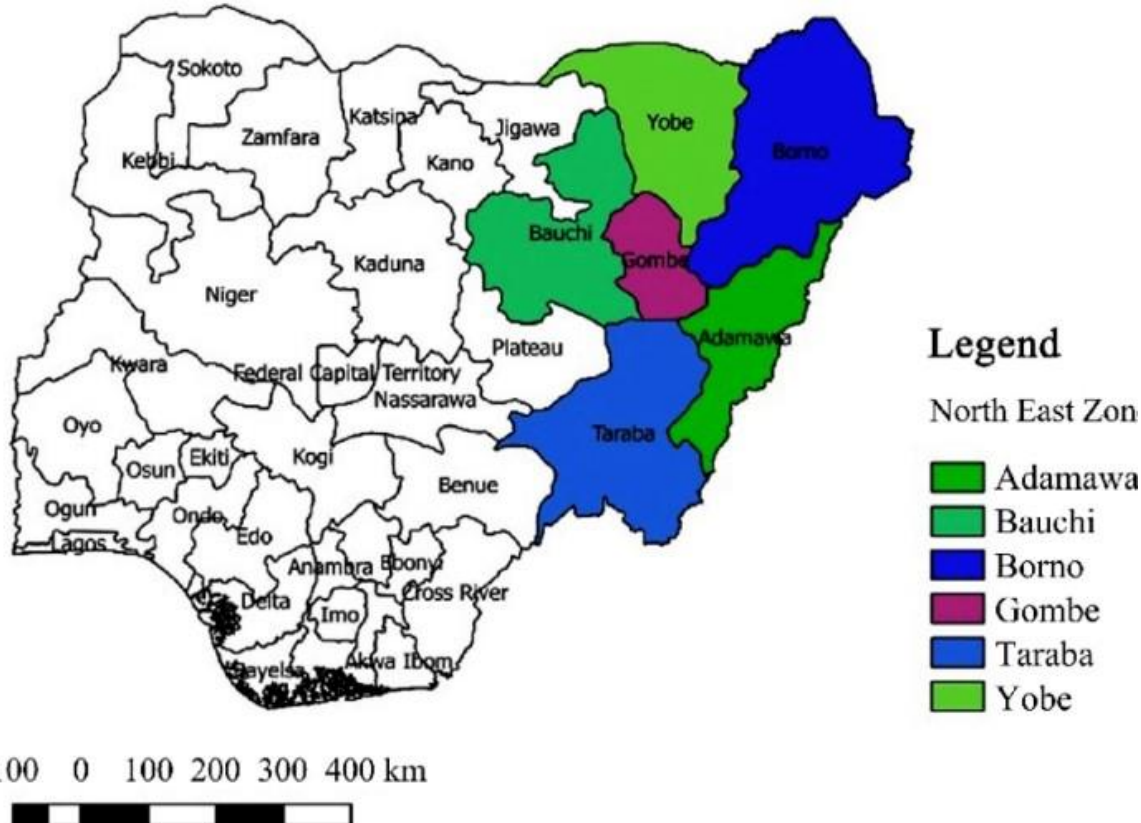 Sokoto
Katsina
Jigawa
Yobe
Borno
Zamfara
Kebbi
Kano
Bauchi
Gombe
Kaduna
Niger
Plateau
Adamawa
Kwara
Federal Capital Territory
Nassarawa
Oyo
Taraba
Osun
Ekiti
Kogi
Benue
Ogun
Ondo
Edo
Lagos
Anambra
Ebonyi
Cross River
Delta
Imo
Bayelsa
Akwa Ibom
Legend
North East Zon
Adamawa
Bauchi
Borno
Gombe
Taraba
Yobe
00 0 100 200 300 400 km